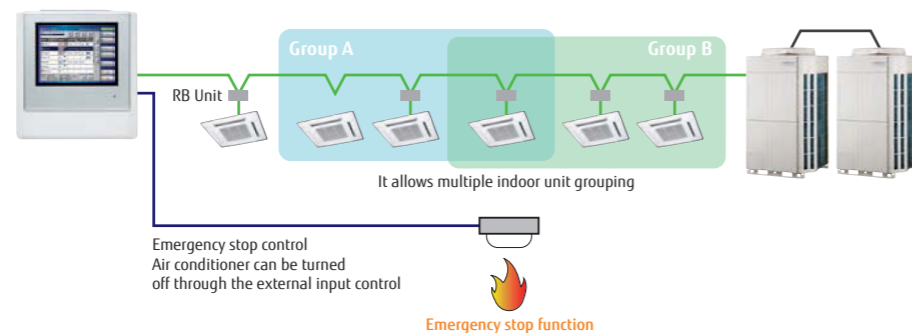 Group A
Group B
RB Unit
It allows multiple indoor unit grouping
Emergency stop control
Air conditioner can be turned
off through the external input control
Emergency stop function